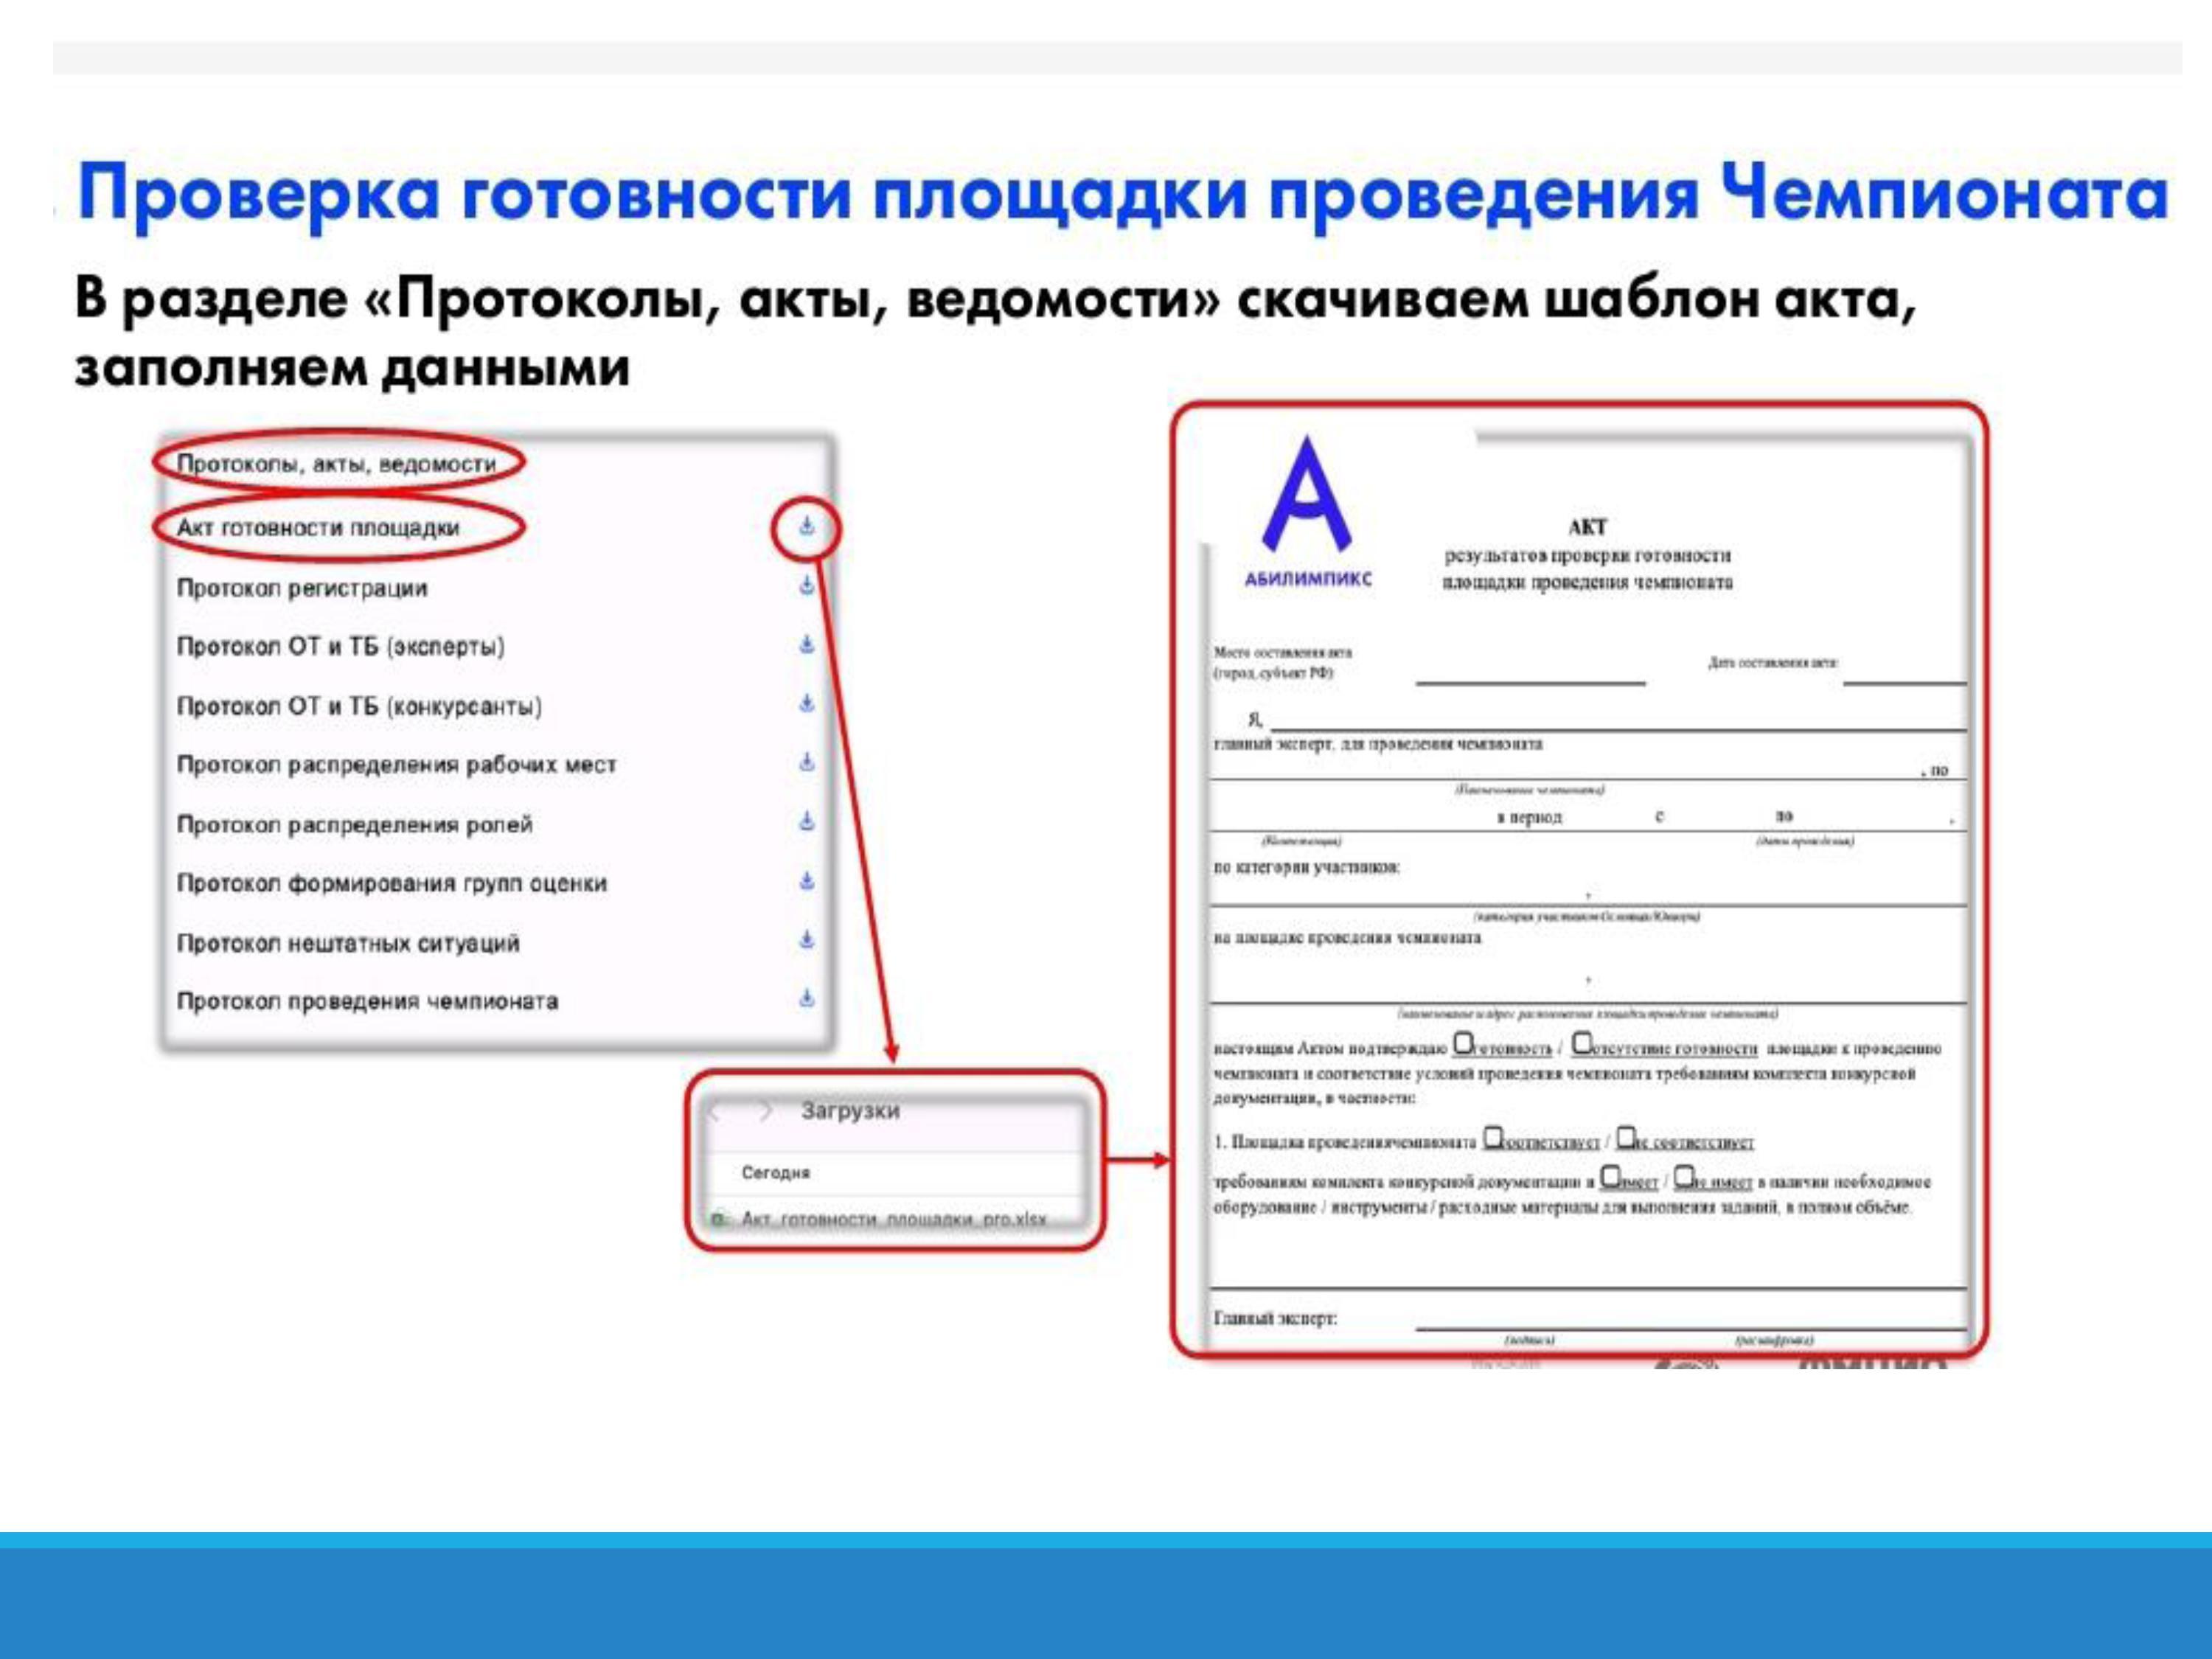 Проверка готовности площадки проведения Чемпионата
В разделе «Протоколы, акты, ведомости» скачиваем шаблон акта,
заполняем данными
Протоколы, акты, ведомости
Акт готовности площадки
Протокол регистрации
Протокол ОТ и ТБ (эксперты)
Протокол ОТ и ТБ (конкурсанты)
Протокол распределения рабочих мест
Протокол распределения ролей
Протокол формирования групп оценки
Протокол нештатных ситуаций
Протокол проведения чемпионата
Загрузки
Сегодня
Акт_готовности_площадки_pro.xlsx
АБИЛИМПИКС
АКТ
результатов проверки готовности
площадки проведения чемпионата
Место составления акта
(город, субъект РФ):
Дата составления акта:
Я,
главный эксперт, для проведения чемпионата
, по
(Наименование чемпионата)
в период с по ,
(Компетенция) (даты проведения)
по категории участников:
,
(категория участников Основная/Юниоры)
на площадке проведения чемпионата
,
(наименование и адрес расположения площадки проведения чемпионата)
настоящим Актом подтверждаю готовность / отсутствие готовности площадки к проведению
чемпионата и соответствие условий проведения чемпионата требованиям комплекта конкурсной
документации, в частности:
1. Площадка проведениячемпионата соответствует / не соответствует
требованиям комплекта конкурсной документации и имеет / не имеет в наличии необходимое
оборудование / инструменты / расходные материалы для выполнения заданий, в полном объёме.
Главный эксперт:
(подпись) (расшифровка)